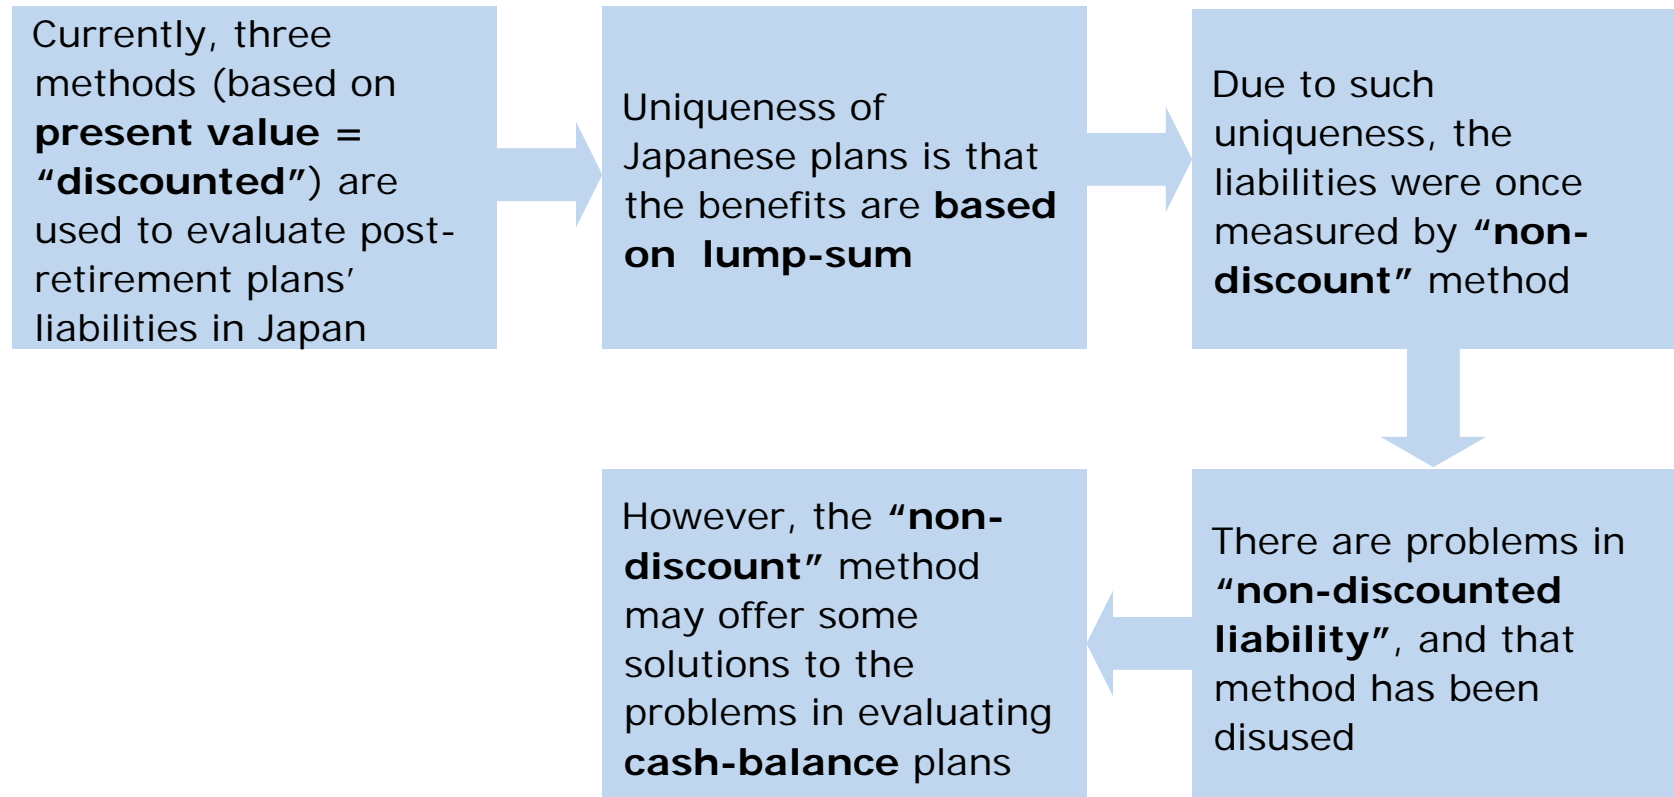 Currently, three
methods (based on
present value =
“discounted”) are
used to evaluate post-
retirement plans’
liabilities in Japan
Uniqueness of
Japanese plans is that
the benefits are based
on  lump-sum
Due to such
uniqueness, the
liabilities were once
measured by “non-
discount” method
There are problems in
“non-discounted
liability”, and that
method has been
disused
However, the “non-
discount” method
may offer some
solutions to the
problems in evaluating
cash-balance plans